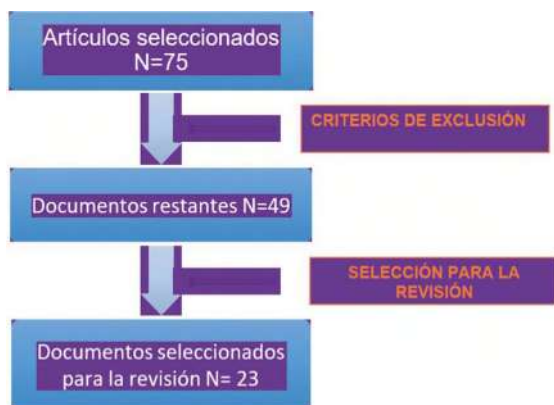 Artículos seleccionados
N=75
CRITERIOS DE EXCLUSIÓN
Documentos restantes N=49
SELECCIÓN PARA LA
REVISIÓN
Documentos seleccionados
para la revisión N= 23